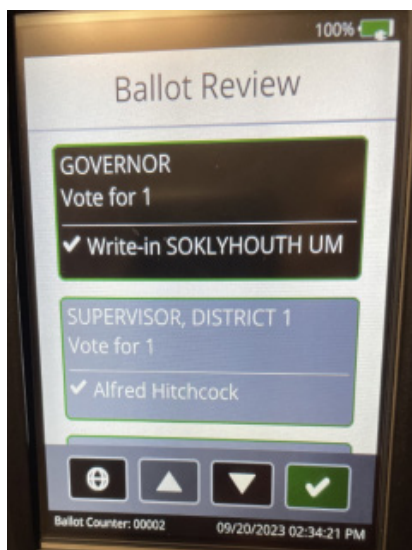 100%
Ballot Review
GOVERNOR
Vote for 1
Write-in SOKLYHOUTH UM
SUPERVISOR, DISTRICT 1
Vote for 1
Alfred Hitchcock
Ballot Counter: 00002 09/20/2023 02:34:21 PM